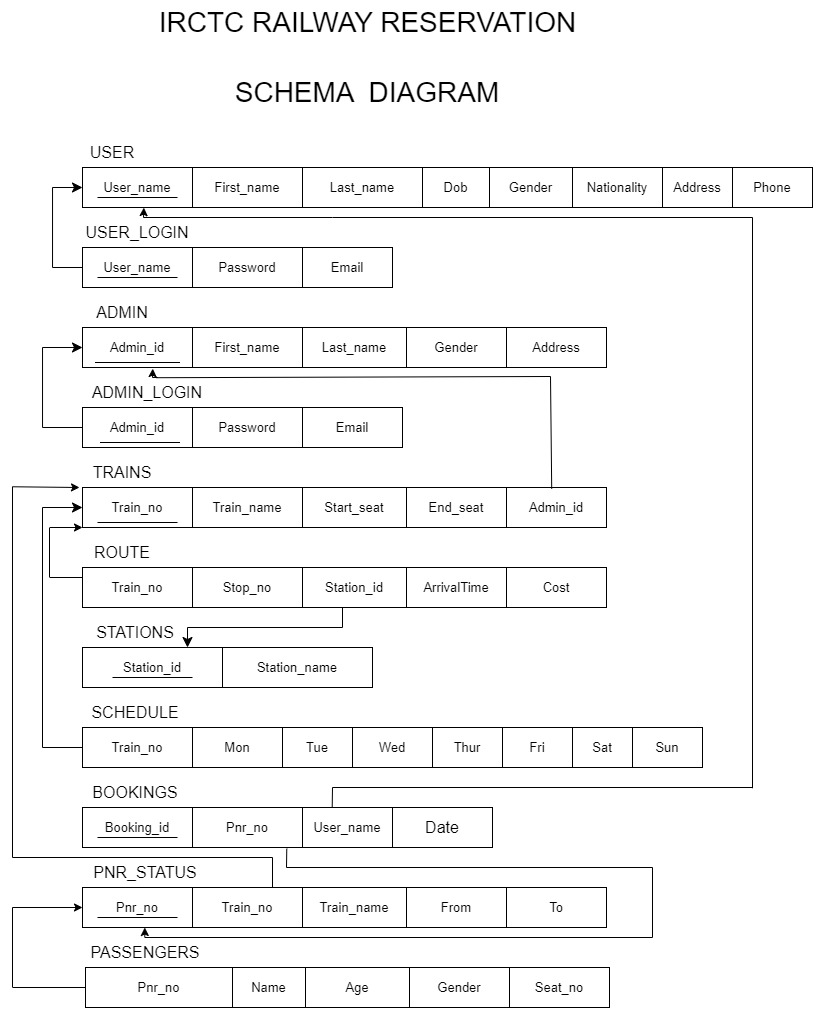 IRCTC RAILWAY RESERVATION
SCHEMA DIAGRAM
USER
User_name First_name Last_name Dob Gender Nationality Address Phone
USER_LOGIN
User_name Password Email
ADMIN
Admin_id First_name Last_name Gender Address
ADMIN_LOGIN
Admin_id Password Email
TRAINS
Train_no Train_name Start_seat End_seat Admin_id
ROUTE
Train_no Stop_no Station_id ArrivalTime Cost
STATIONS
Station_id Station_name
SCHEDULE
Train_no Mon Tue Wed Thur Fri Sat Sun
BOOKINGS
Booking_id Pnr_no User_name Date
PNR_STATUS
Pnr_no Train_no Train_name From To
PASSENGERS
Pnr_no Name Age Gender Seat_no